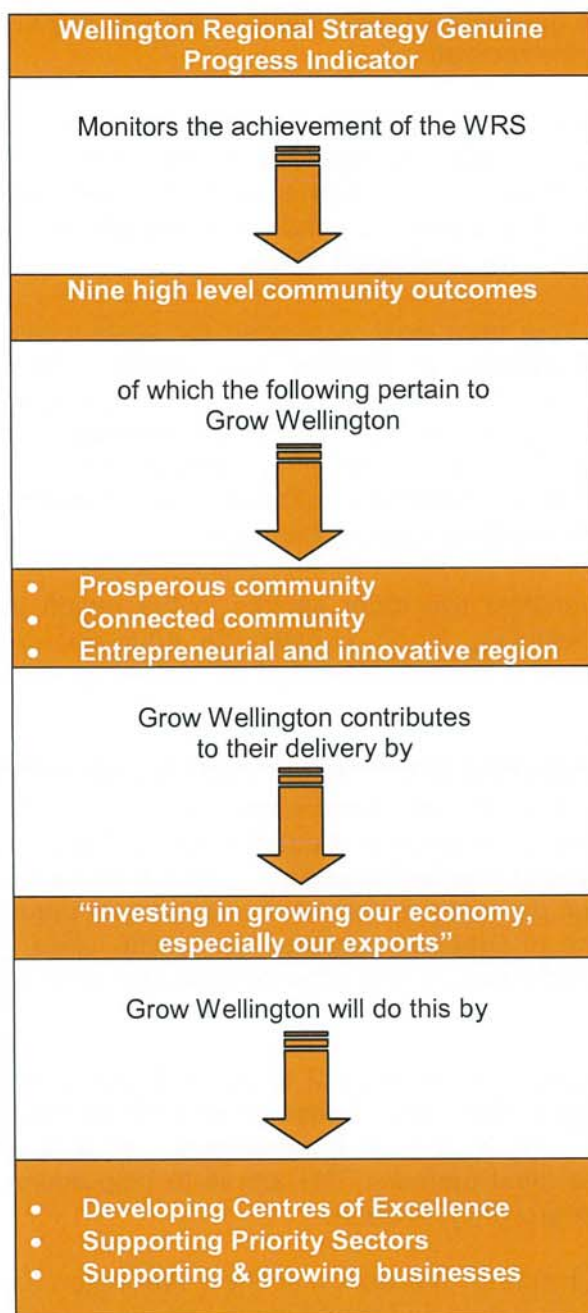 Wellington Regional Strategy Genuine
Progress Indicator
Monitors the achievement of the WRS
Nine high level community outcomes
of which the following pertain to
Grow Wellington
• Prosperous community
• Connected community
• Entrepreneurial and innovative region
Grow Wellington contributes
to their delivery by
“investing in growing our economy,
especially our exports”
Grow Wellington will do this by
• Developing Centres of Excellence
• Supporting Priority Sectors
• Supporting & growing businesses